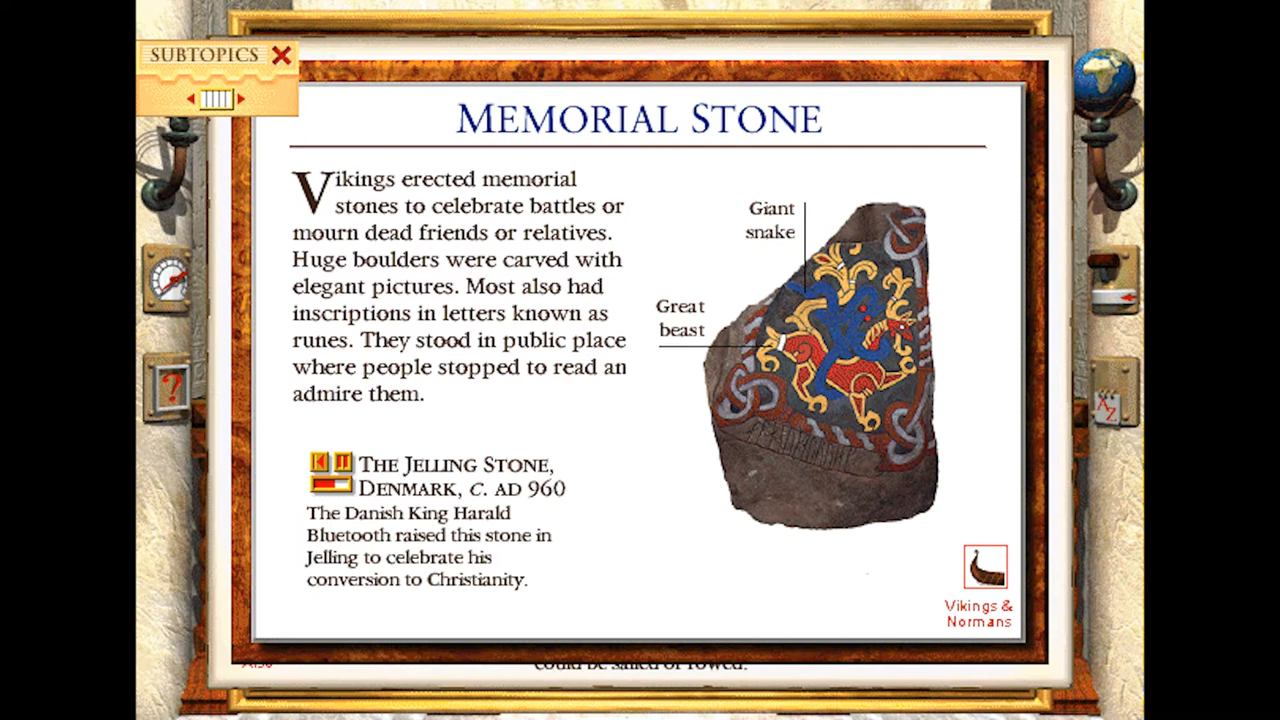 SUBTOPICS
MEMORIAL STONE
Vikings erected memorial
stones to celebrate battles or
mourn dead friends or relatives.
Huge boulders were carved with
elegant pictures. Most also had
inscriptions in letters known as
runes. They stood in public place
where people stopped to read an
admire them.
Giant
snake
Great
beast
THE JELLING STONE,
DENMARK, C. AD 960
The Danish King Harald
Bluetooth raised this stone in
Jelling to celebrate his
conversion to Christianity.
Vikings &
Normans
?
A
Z
could be sailed or rowed.